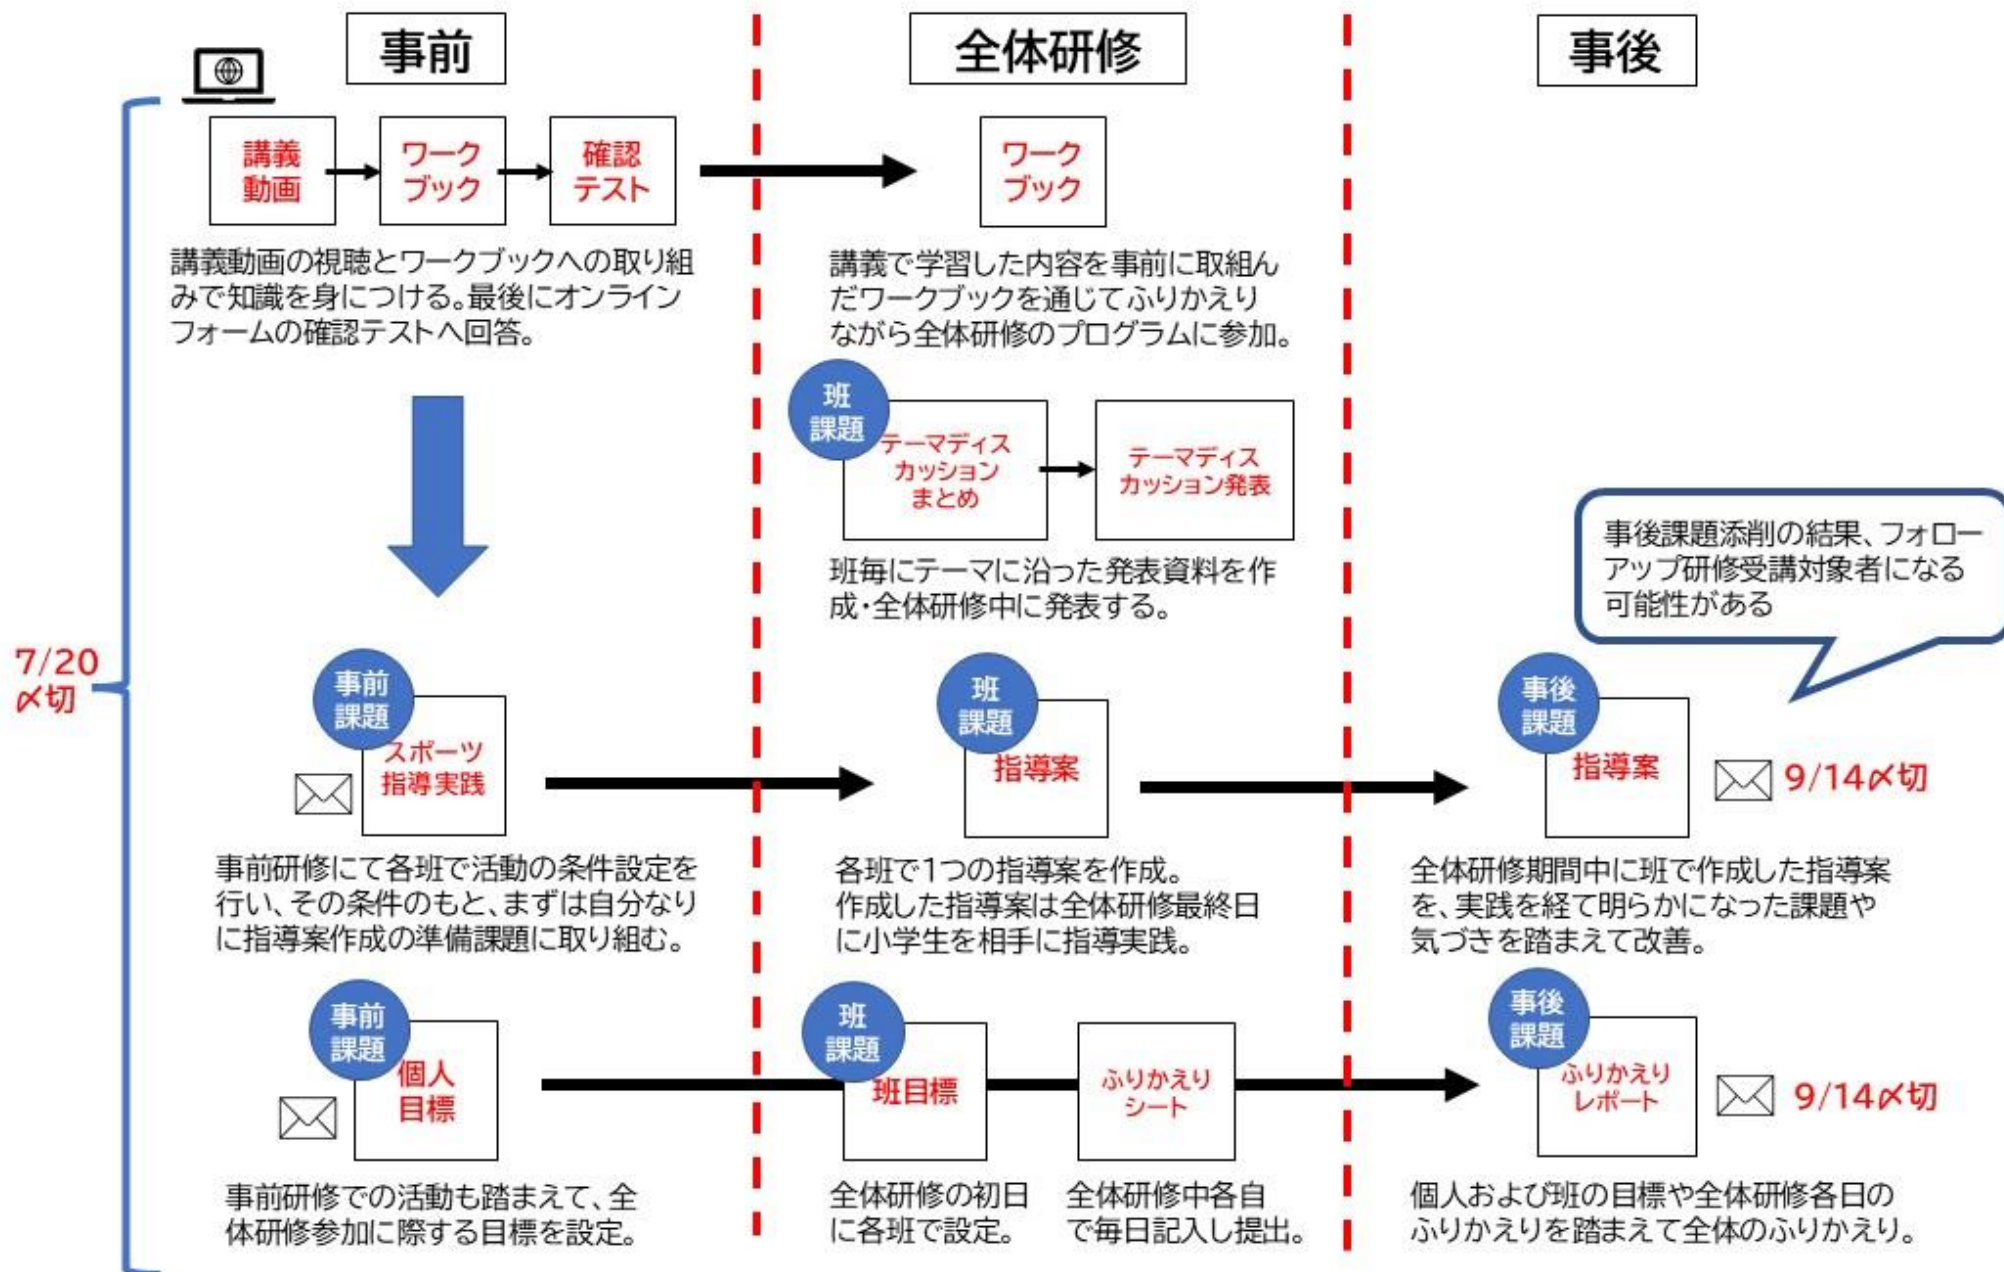 事前
全体研修
事後
講義
動画
ワーク
ブック
確認
テスト
ワーク
ブック
講義動画の視聴とワークブックへの取り組
みで知識を身につける。最後にオンライン
フォームの確認テストへ回答。
講義で学習した内容を事前に取組ん
だワークブックを通じてふりかえり
ながら全体研修のプログラムに参加。
班
課題
テーマディス
カッション
まとめ
テーマディス
カッション発表
班毎にテーマに沿った発表資料を作
成・全体研修中に発表する。
事後課題添削の結果、フォロー
アップ研修受講対象者になる
可能性がある
7/20
〆切
事前
課題
スポーツ
指導実践
班
課題
指導案
事後
課題
指導案
9/14〆切
事前研修にて各班で活動の条件設定を
行い、その条件のもと、まずは自分なり
に指導案作成の準備課題に取り組む。
各班で1つの指導案を作成。
作成した指導案は全体研修最終日
に小学生を相手に指導実践。
全体研修期間中に班で作成した指導案
を、実践を経て明らかになった課題や
気づきを踏まえて改善。
事前
課題
個人
目標
班
課題
班目標
ふりかえり
シート
事後
課題
ふりかえり
レポート
9/14〆切
事前研修での活動も踏まえて、全
体研修参加に際する目標を設定。
全体研修の初日
に各班で設定。
全体研修中各自
で毎日記入し提出。
個人および班の目標や全体研修各日の
ふりかえりを踏まえて全体のふりかえり。